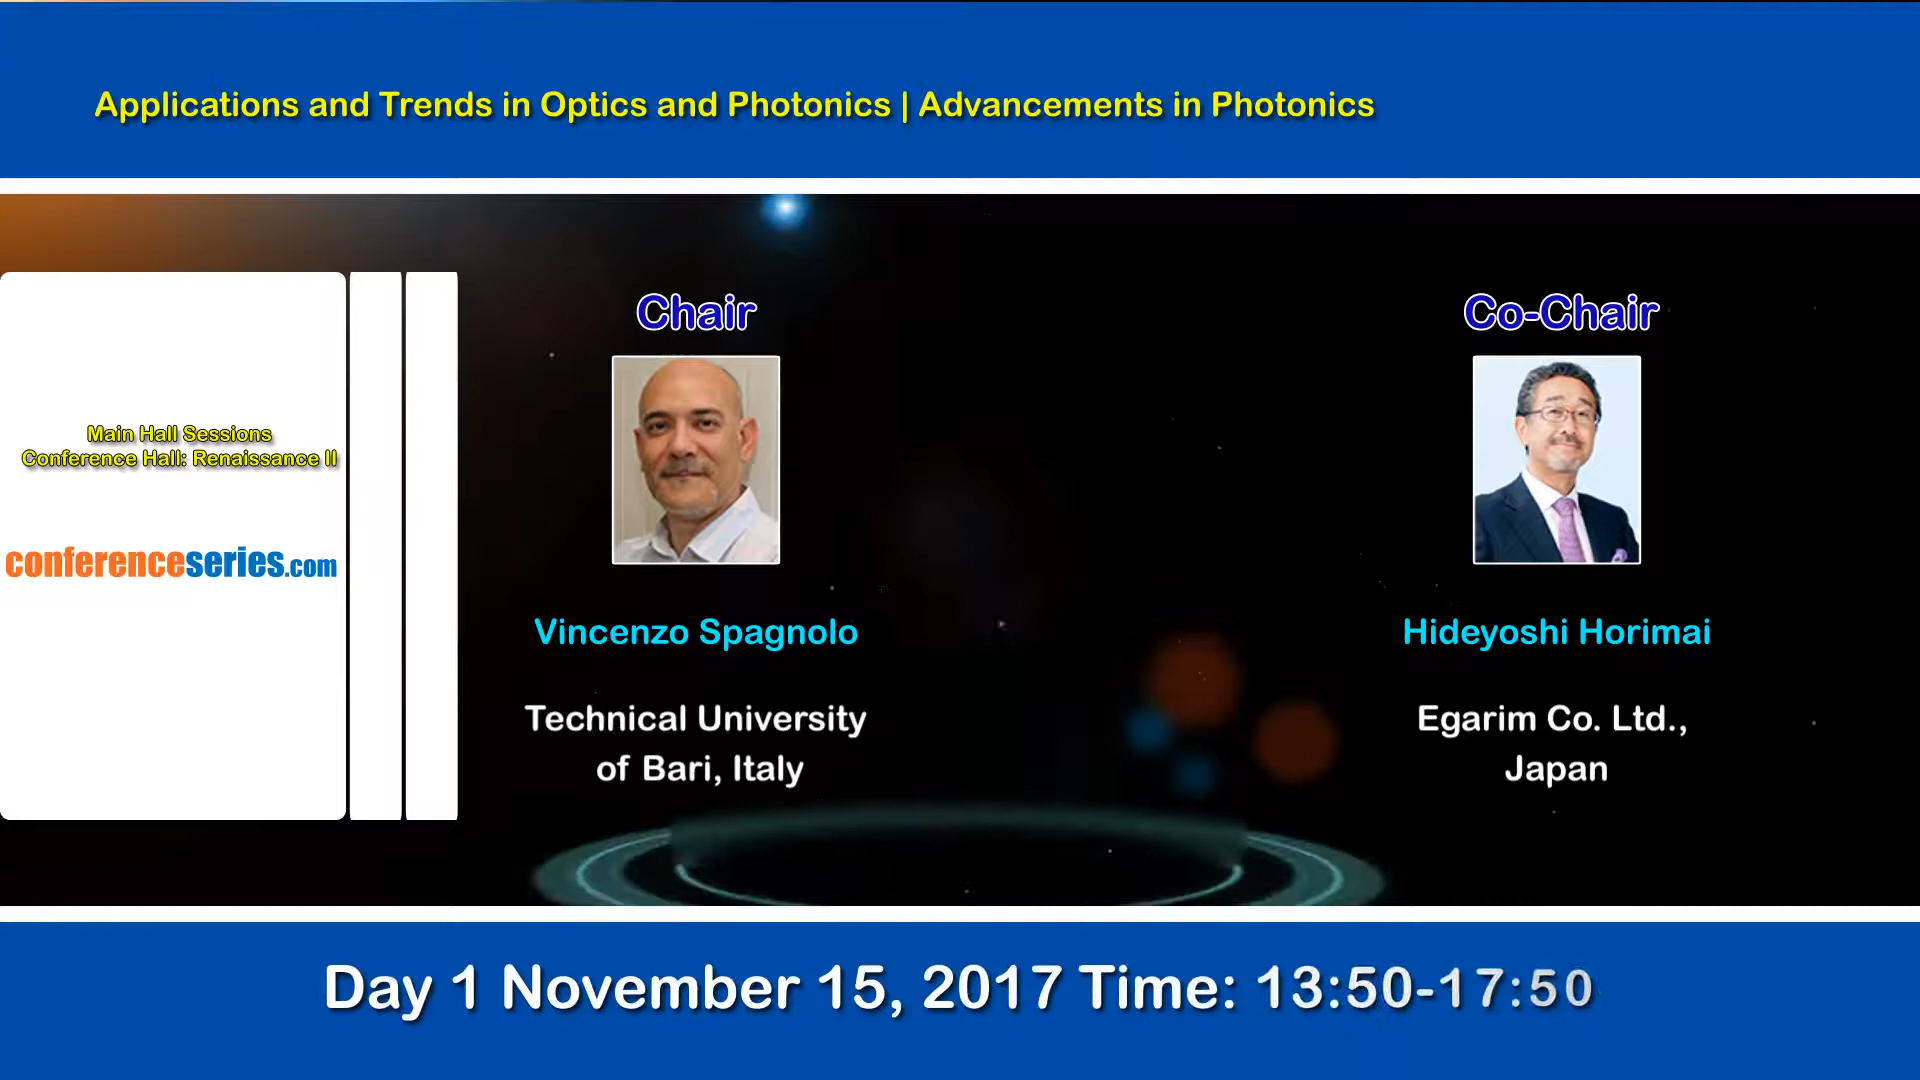 Applications and Trends in Optics and Photonics | Advancements in Photonics
Main Hall Sessions
Conference Hall: Renaissance II
conferenceseries.com
Chair
Vincenzo Spagnolo
Technical University
of Bari, Italy
Co-Chair
Hideyoshi Horimai
Egarim Co. Ltd.,
Japan
Day 1 November 15, 2017 Time: 13:50-17:50